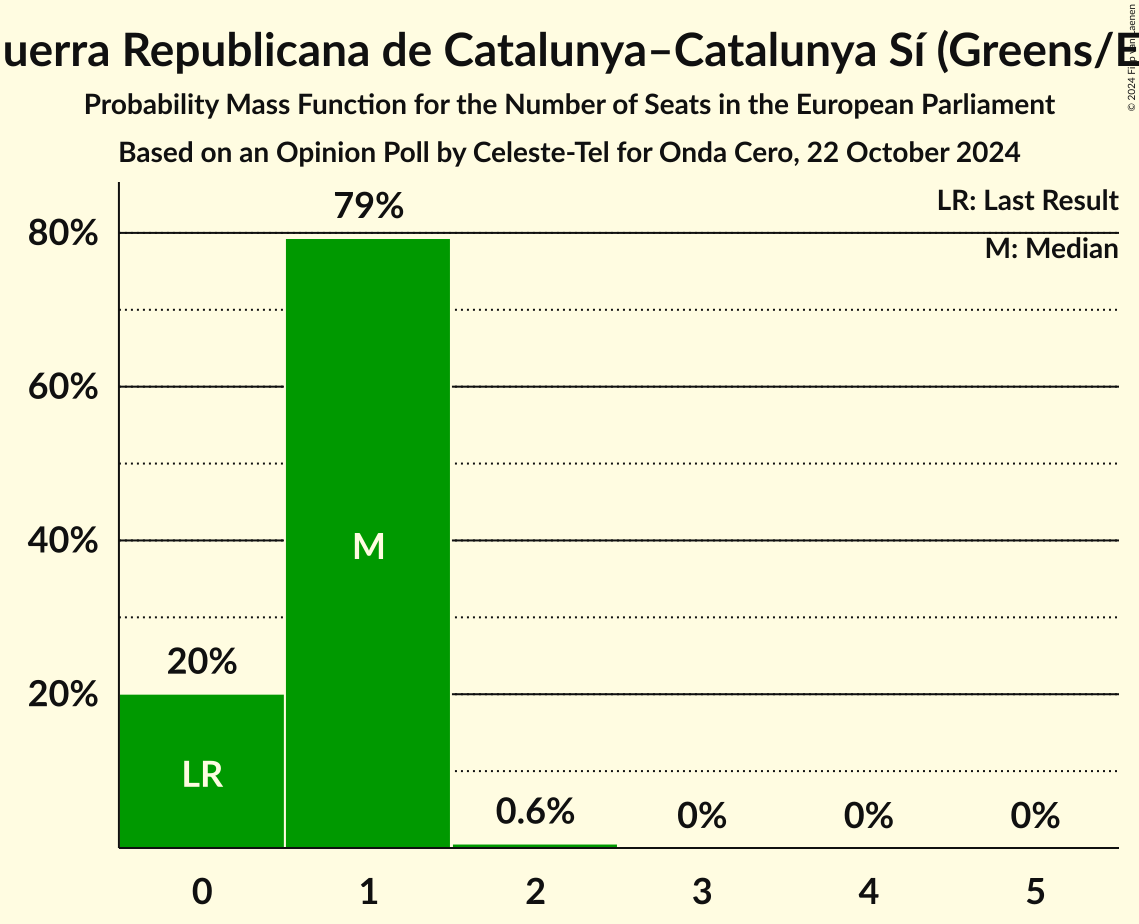 uerra Republicana de Catalunya–Catalunya Sí (Greens/E
Probability Mass Function for the Number of Seats in the European Parliament
Based on an Opinion Poll by Celeste-Tel for Onda Cero, 22 October 2024
LR: Last Result
M: Median
79%
80%
60%
40%
20%
M
20%
LR
0.6%
0%
0%
0%
0 1 2 3 4 5
© 2024